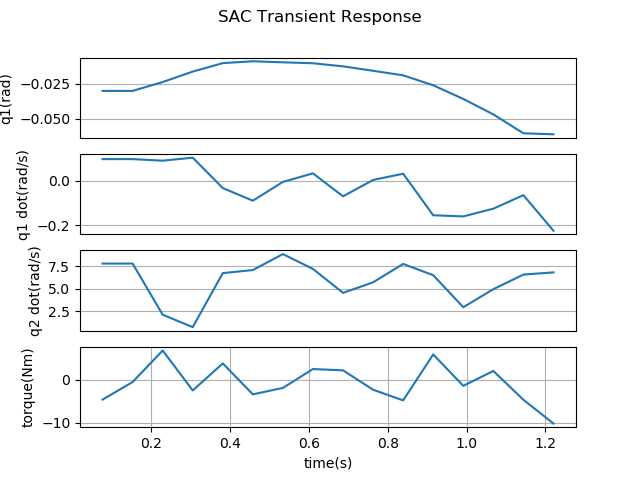 SAC Transient Response
q1(rad)
−0.025
−0.050
q1 dot(rad/s)
0.0
−0.2
q2 dot(rad/s)
7.5
5.0
2.5
torque(Nm)
0
−10
0.2 0.4 0.6 0.8 1.0 1.2
time(s)